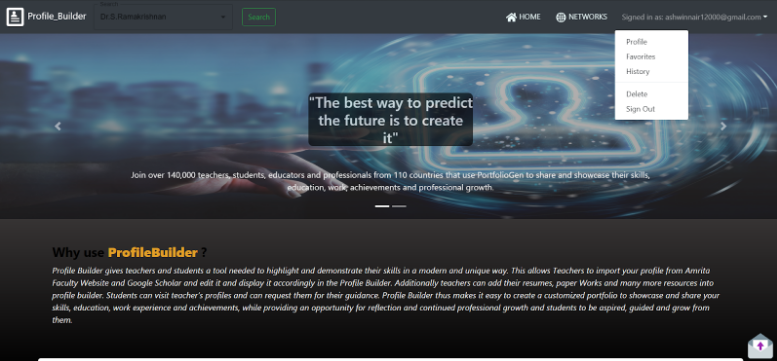 Profile_Builder
Search
Dr.S.Ramakrishnan
Search
HOME
NETWORKS
Signed in as: ashwinnair12000@gmail.com
Profile
Favorites
History
Delete
Sign Out
"The best way to predict
the future is to create
it"
Join over 140,000 teachers, students, educators and professionals from 110 countries that use PortfolioGen to share and showcase their skills,
education, work, achievements and professional growth.
Why use ProfileBuilder ?
Profile Builder gives teachers and students a tool needed to highlight and demonstrate their skills in a modern and unique way. This allows Teachers to import your profile from Amrita
Faculty Website and Google Scholar and edit it and display it accordingly in the Profile Builder. Additionally teachers can add their resumes, paper Works and many more resources into
profile builder. Students can visit teacher's profiles and can request them for their guidance. Profile Builder thus makes it easy to create a customized portfolio to showcase and share your
skills, education, work experience and achievements, while providing an opportunity for reflection and continued professional growth and students to be aspired, guided and grow from
them.